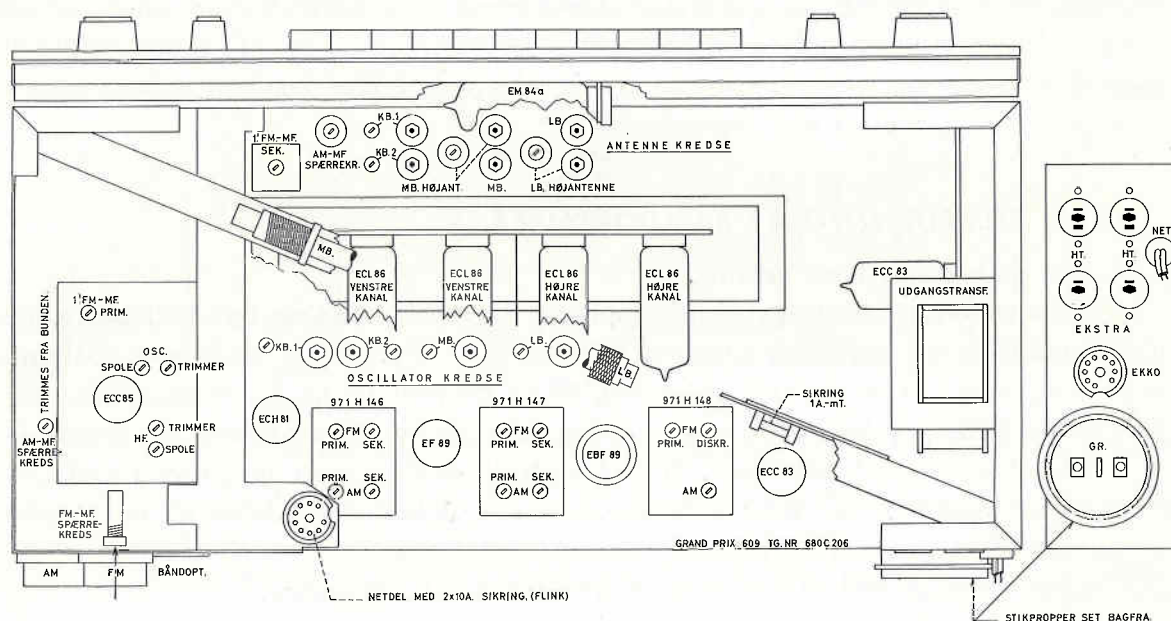 EM 84a
KB.1
LB
1' FM-MF.
SEK.
AM-MF
SPÆRREKR.
KB.2
ANTENNE KREDSE
MB. HØJANT.
MB.
LB. HØJANTENNE
MB.
ECL 86
VENSTRE
KANAL
ECL 86
VENSTRE
KANAL
ECL 86
HØJRE
KANAL
ECL 86
HØJRE
KANAL
ECC 83
UDGANGSTRANSF.
NET
HT.
HT.
EKSTRA
EKKO
GR.
1' FM-MF.
PRIM.
TRIMMES FRA BUNDEN.
OSC.
SPOLE
TRIMMER
ECC85
TRIMMER
HF.
SPOLE
AM-MF.
SPÆRRE-
KREDS
KB.1
KB.2
MB.
LB.
LB
OSCILLATOR KREDSE
ECH 81
971 H 146
FM
PRIM. SEK.
PRIM. SEK.
AM
EF 89
971 H 147
FM
PRIM. SEK.
PRIM. SEK.
AM
EBF 89
971 H 148
FM
PRIM. DISKR.
AM
SIKRING
1A.-mT.
ECC 83
FM.-MF.
SPÆRRE-
KREDS
GRAND PRIX 609 TG. NR 680C206
AM
FM
BÅNDOPT.
NETDEL MED 2x10A. SIKRING, (FLINK)
STIKPROPPER SET BAGFRA.